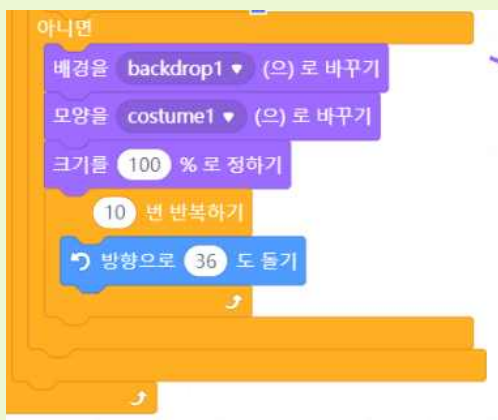 아니면
배경을 backdrop1 (으) 로 바꾸기
모양을 costume1 (으) 로 바꾸기
크기를 100 % 로 정하기
10 번 반복하기
방향으로 36 도 돌기